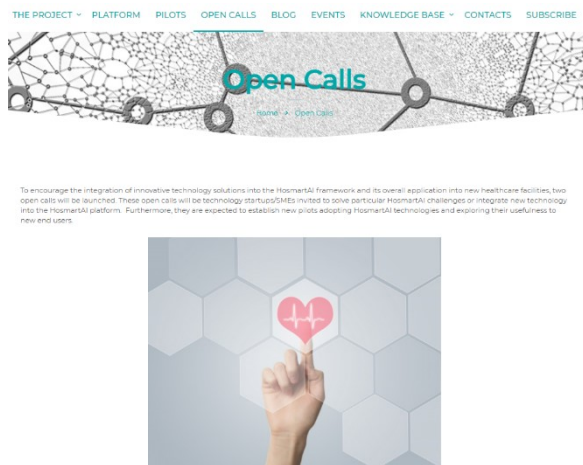 THE PROJECT PLATFORM PILOTS OPEN CALLS BLOG EVENTS KNOWLEDGE BASE CONTACTS SUBSCRIBE
Open Calls
Home → Open Calls
To encourage the integration of innovative technology solutions into the HosmartAI framework and its overall application into new healthcare facilities, two
open calls will be launched. These open calls will be technology startups/SMEs invited to solve particular HosmartAI challenges or integrate new technology
into the HosmartAI platform. Furthermore, they are expected to establish new pilots adopting HosmartAI technologies and exploring their usefulness to
new end users.